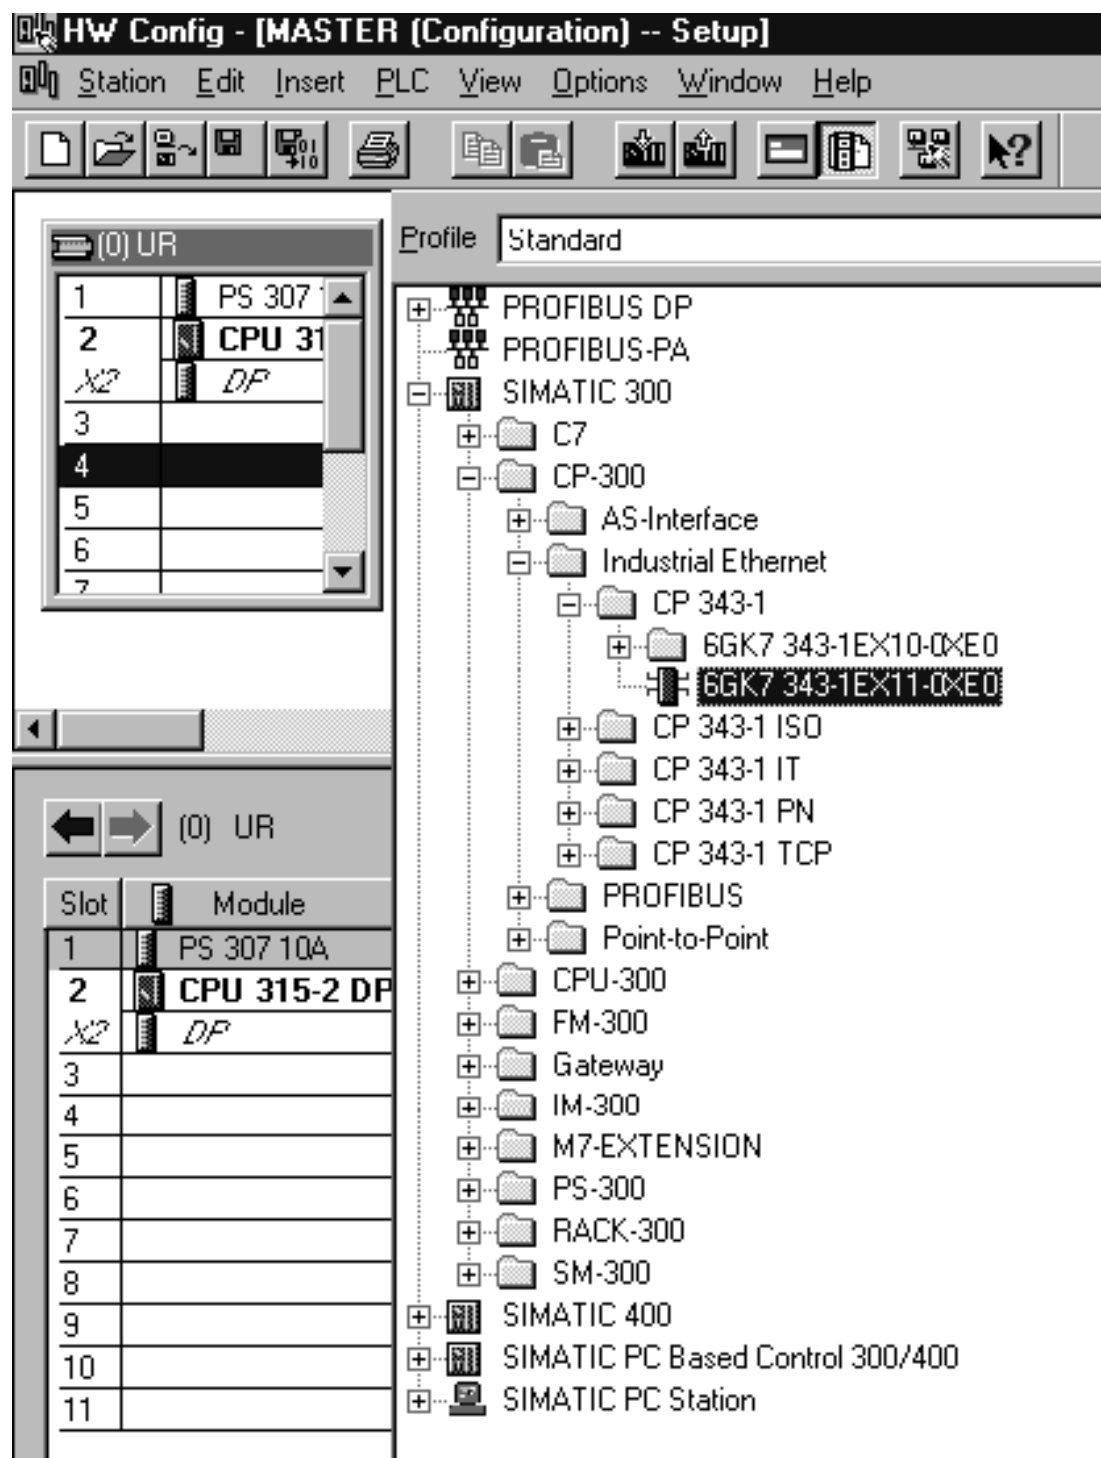 HW Config - [MASTER (Configuration) -- Setup]
Station Edit Insert PLC View Options Window Help
(0) UR
1 PS 307
2 CPU 31
X2 DP
3
4
5
6
7
Profile Standard
PROFIBUS DP
PROFIBUS-PA
SIMATIC 300
C7
CP-300
AS-Interface
Industrial Ethernet
CP 343-1
6GK7 343-1EX10-0XE0
6GK7 343-1EX11-0XE0
CP 343-1 ISO
CP 343-1 IT
CP 343-1 PN
CP 343-1 TCP
PROFIBUS
Point-to-Point
CPU-300
FM-300
Gateway
IM-300
M7-EXTENSION
PS-300
RACK-300
SM-300
SIMATIC 400
SIMATIC PC Based Control 300/400
SIMATIC PC Station
(0) UR
Slot Module
1 PS 307 10A
2 CPU 315-2 DP
X2 DP
3
4
5
6
7
8
9
10
11